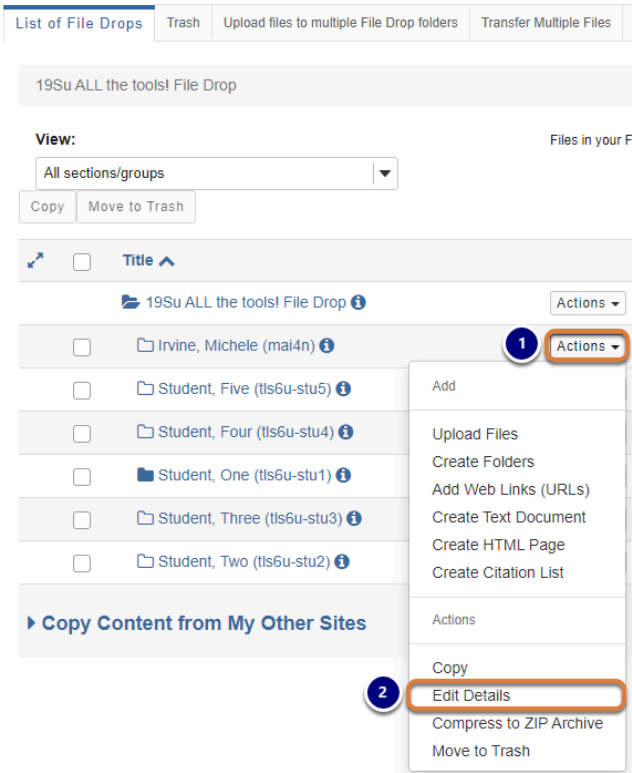 List of File Drops Trash Upload files to multiple File Drop folders Transfer Multiple Files
19Su ALL the tools! File Drop
View: Files in your F
All sections/groups
Copy Move to Trash
Title
19Su ALL the tools! File Drop Actions
Irvine, Michele (mai4n) 1 Actions
Student, Five (tls6u-stu5)
Student, Four (tls6u-stu4)
Student, One (tls6u-stu1)
Student, Three (tls6u-stu3)
Student, Two (tls6u-stu2)
Copy Content from My Other Sites
Add
Upload Files
Create Folders
Add Web Links (URLs)
Create Text Document
Create HTML Page
Create Citation List
Actions
Copy
2 Edit Details
Compress to ZIP Archive
Move to Trash